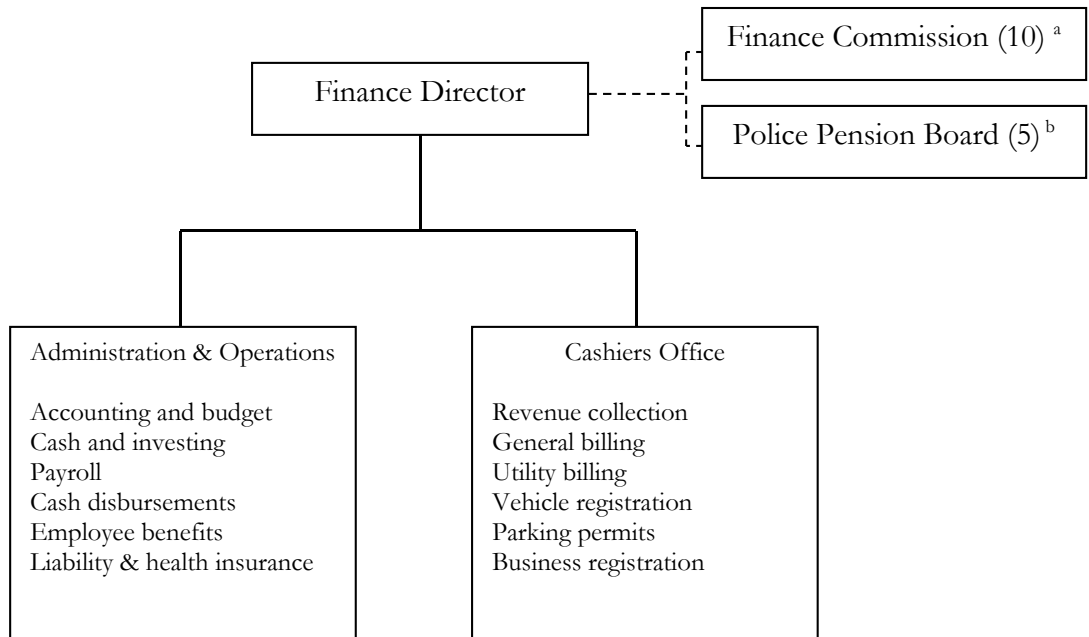 Finance Commission (10) a
Finance Director
Police Pension Board (5) b
Administration & Operations
Accounting and budget
Cash and investing
Payroll
Cash disbursements
Employee benefits
Liability & health insurance
Cashiers Office
Revenue collection
General billing
Utility billing
Vehicle registration
Parking permits
Business registration